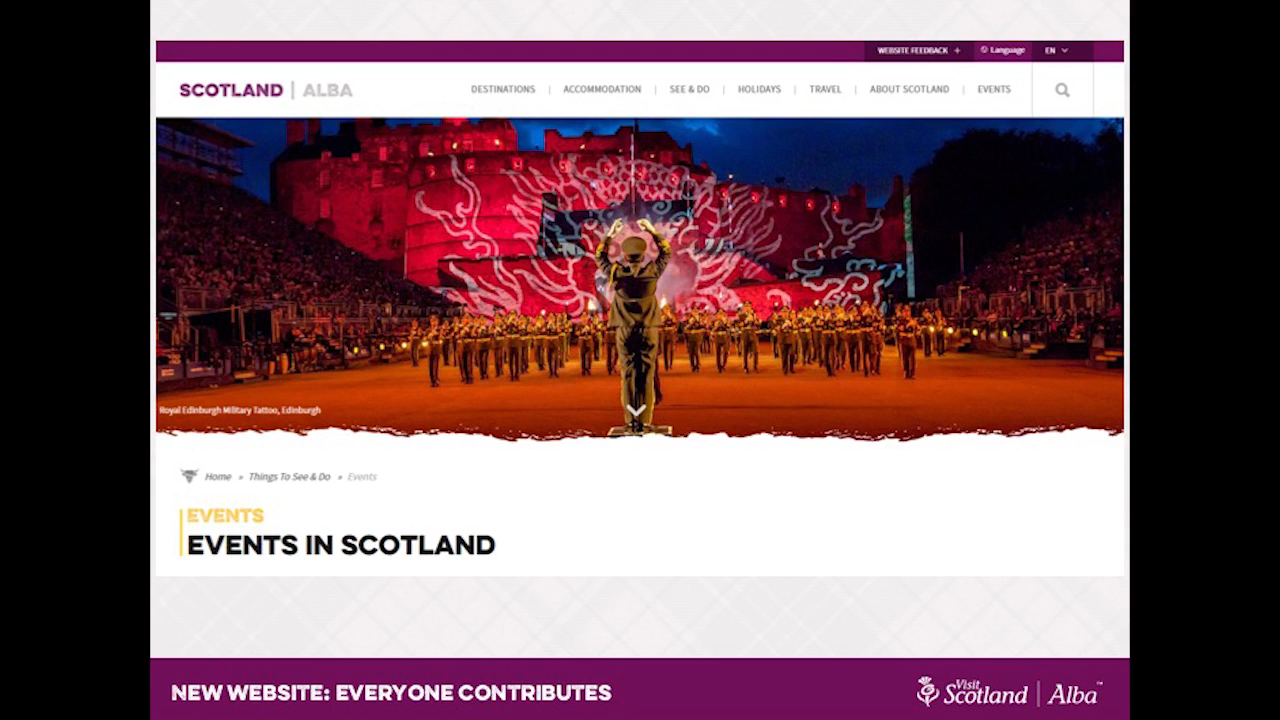 WEBSITE FEEDBACK +
Language
EN
SCOTLAND | ALBA
DESTINATIONS | ACCOMMODATION | SEE & DO | HOLIDAYS | TRAVEL | ABOUT SCOTLAND | EVENTS
Royal Edinburgh Military Tattoo, Edinburgh
Home » Things To See & Do » Events
EVENTS
EVENTS IN SCOTLAND
NEW WEBSITE: EVERYONE CONTRIBUTES
Visit Scotland | Alba™